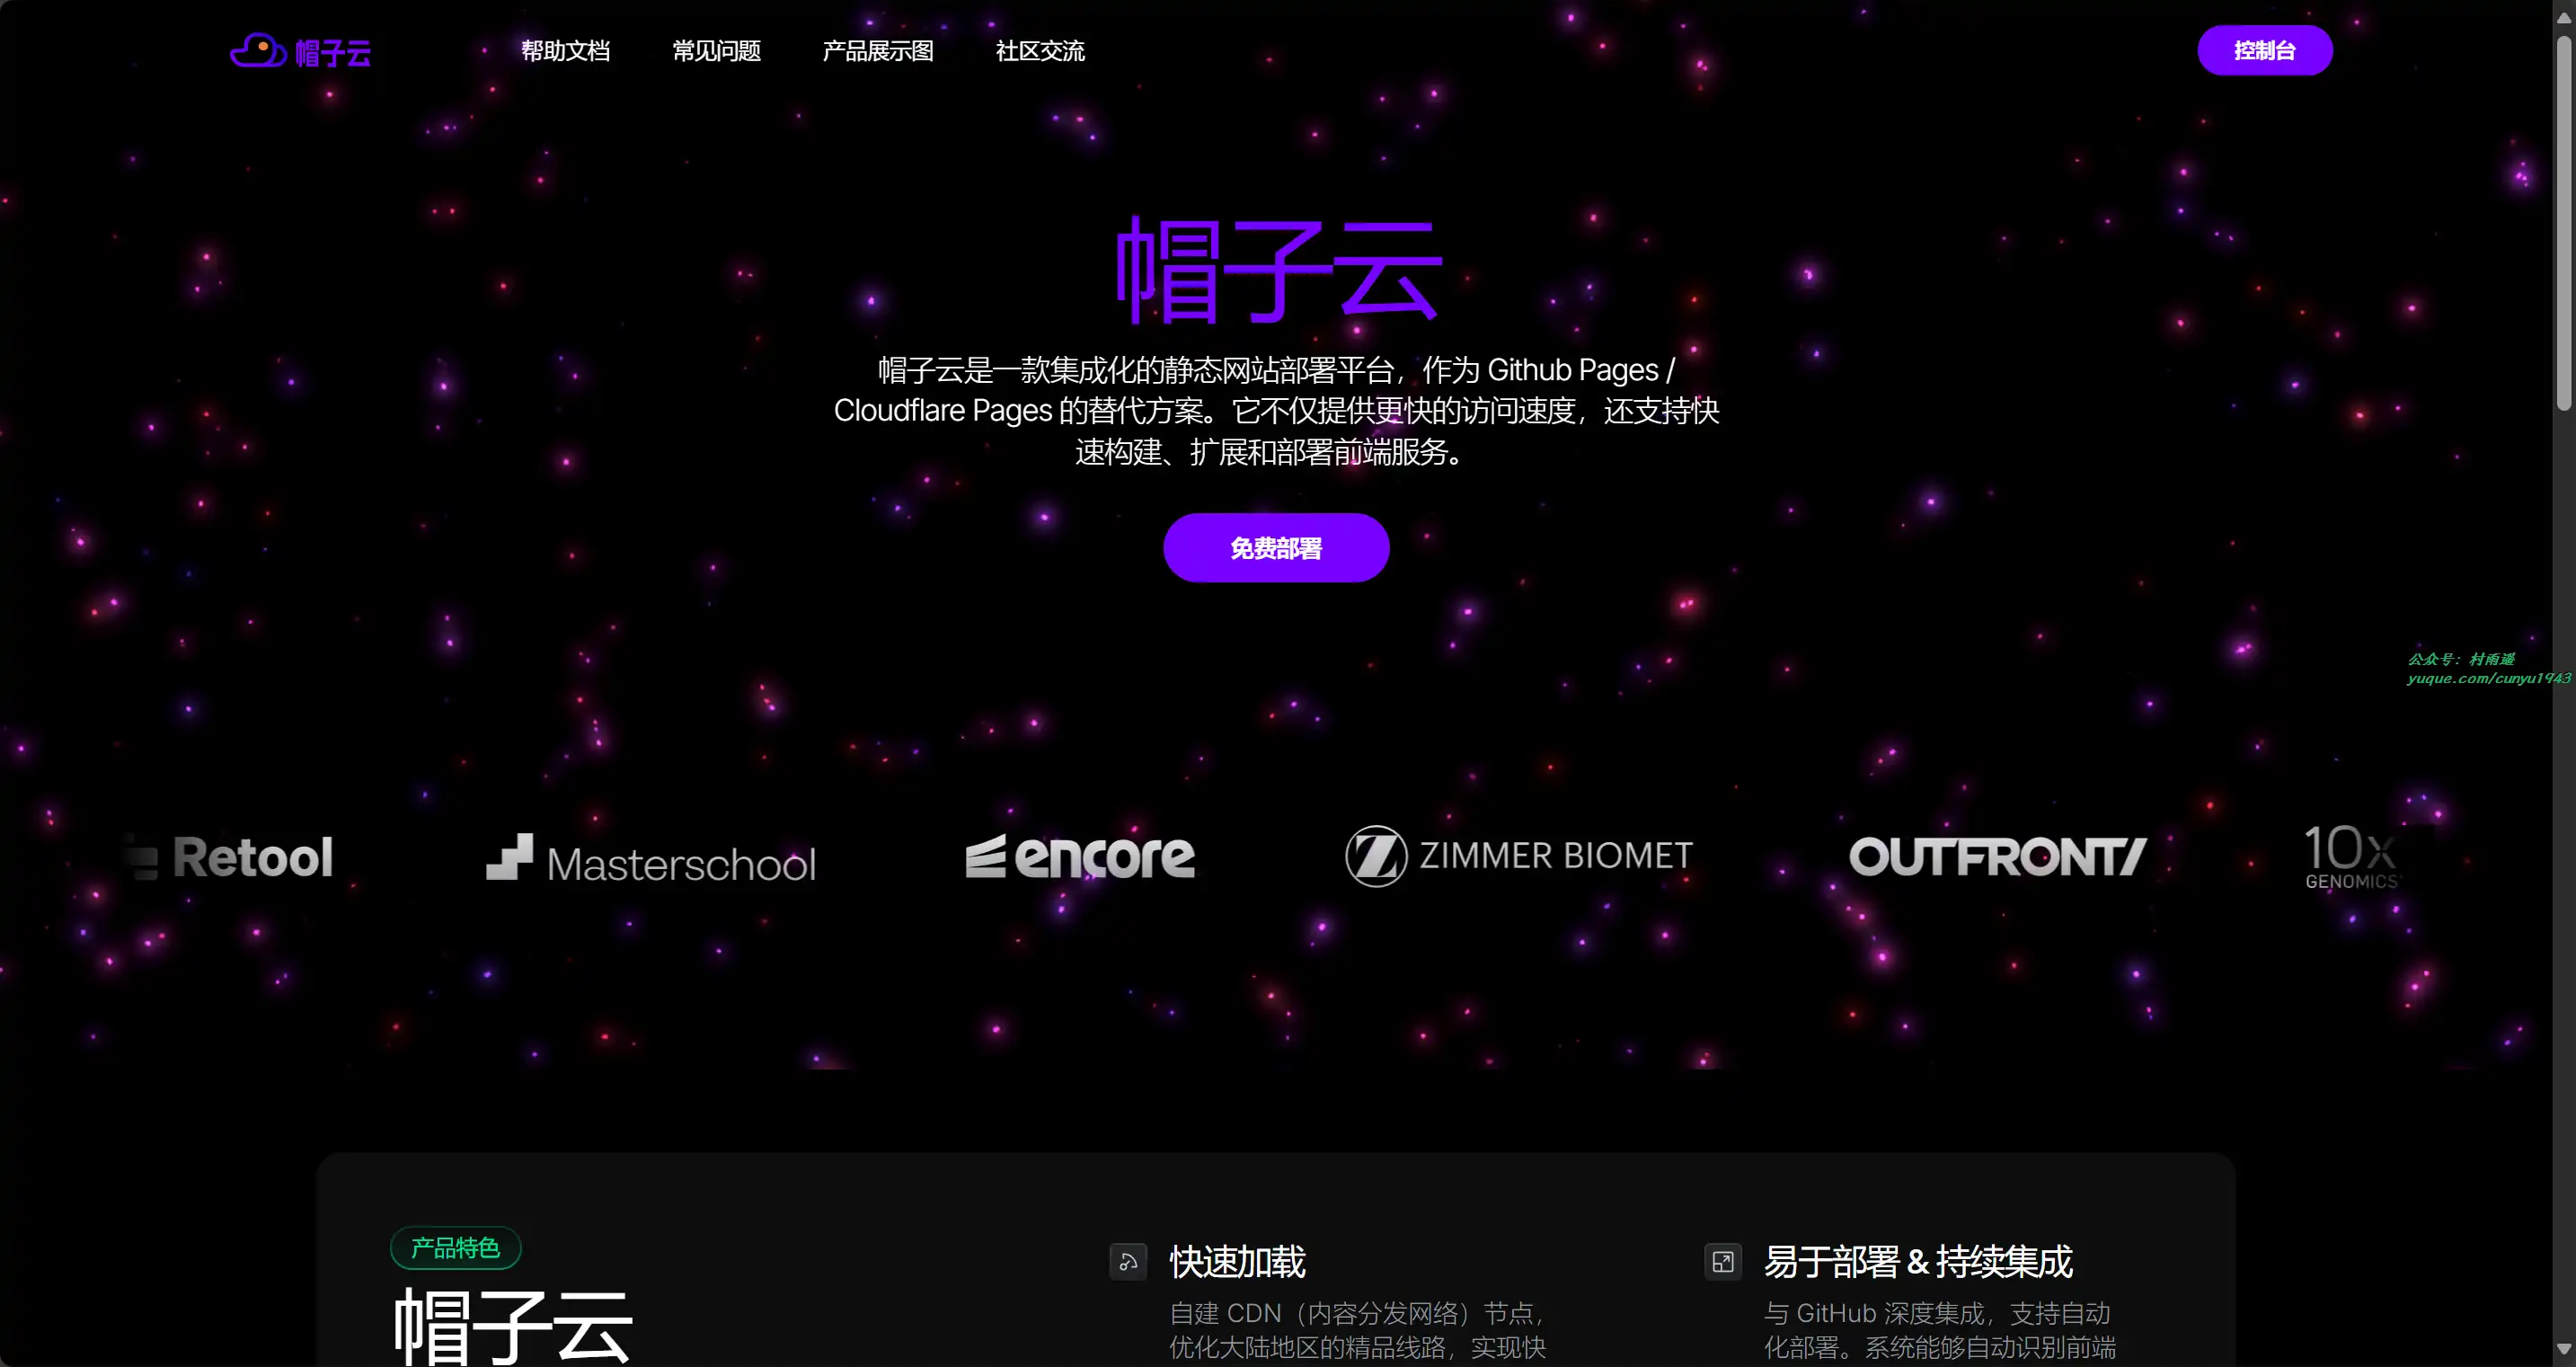 帽子云
帮助文档
常见问题
产品展示图
社区交流
控制台
帽子云
帽子云是一款集成化的静态网站部署平台，作为 Github Pages /
Cloudflare Pages 的替代方案。它不仅提供更快的访问速度，还支持快
速构建、扩展和部署前端服务。
免费部署
公众号：村雨遥
yuque.com/cunyu1943
Retool
Masterschool
encore
ZIMMER BIOMET
OUTFRONT/
10x
GENOMICS
产品特色
帽子云
快速加载
自建 CDN（内容分发网络）节点，
优化大陆地区的精品线路，实现快
易于部署 & 持续集成
与 GitHub 深度集成，支持自动
化部署。系统能够自动识别前端